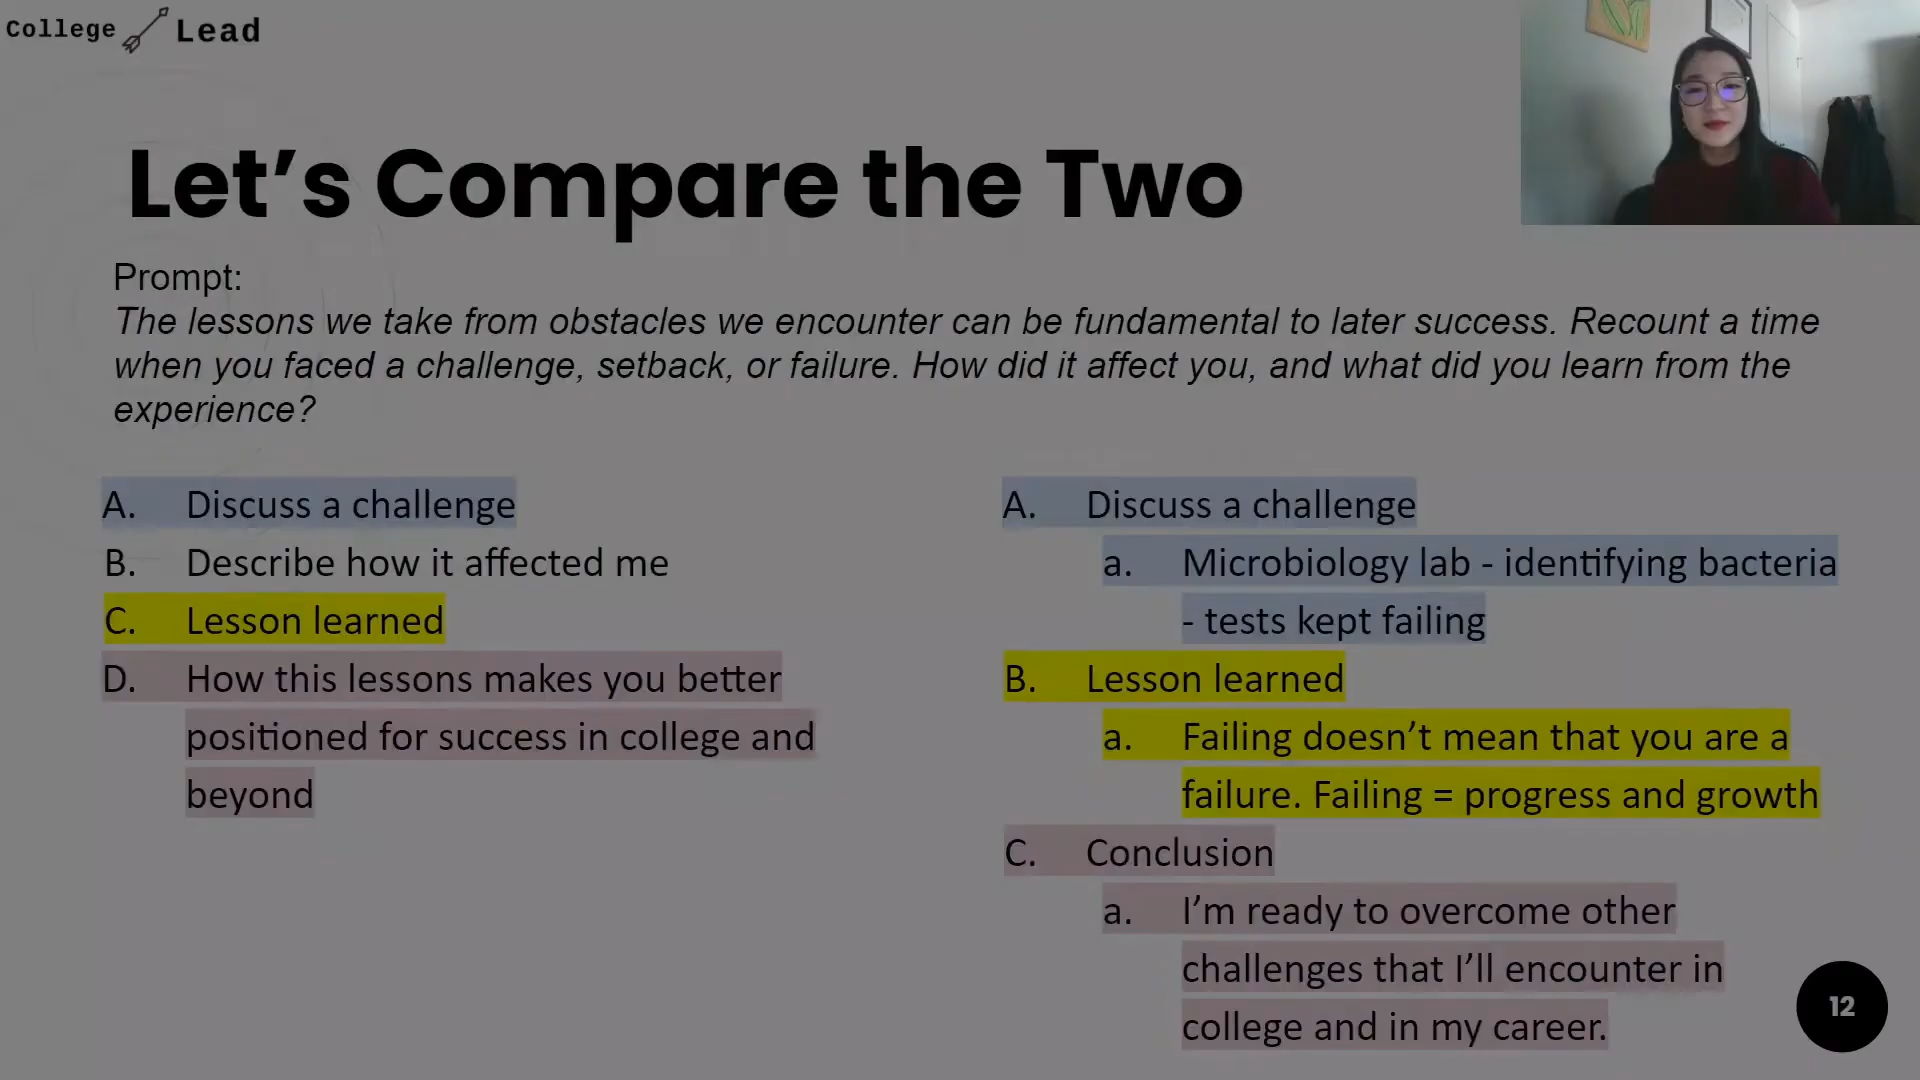 College Lead
Let’s Compare the Two
Prompt:
The lessons we take from obstacles we encounter can be fundamental to later success. Recount a time
when you faced a challenge, setback, or failure. How did it affect you, and what did you learn from the
experience?
A. Discuss a challenge
B. Describe how it affected me
C. Lesson learned
D. How this lessons makes you better
positioned for success in college and
beyond
A. Discuss a challenge
a. Microbiology lab - identifying bacteria
- tests kept failing
B. Lesson learned
a. Failing doesn’t mean that you are a
failure. Failing = progress and growth
C. Conclusion
a. I’m ready to overcome other
challenges that I’ll encounter in
college and in my career.
12